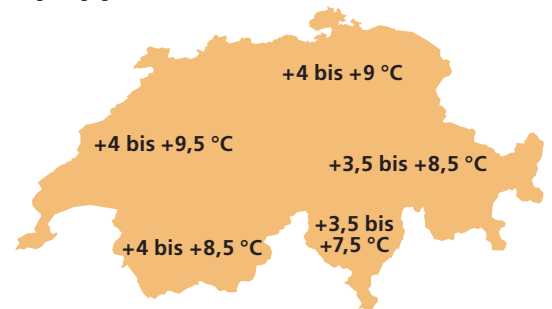 +4 bis +9 °C
+4 bis +9,5 °C
+3,5 bis +8,5 °C
+3,5 bis
+7,5 °C
+4 bis +8,5 °C